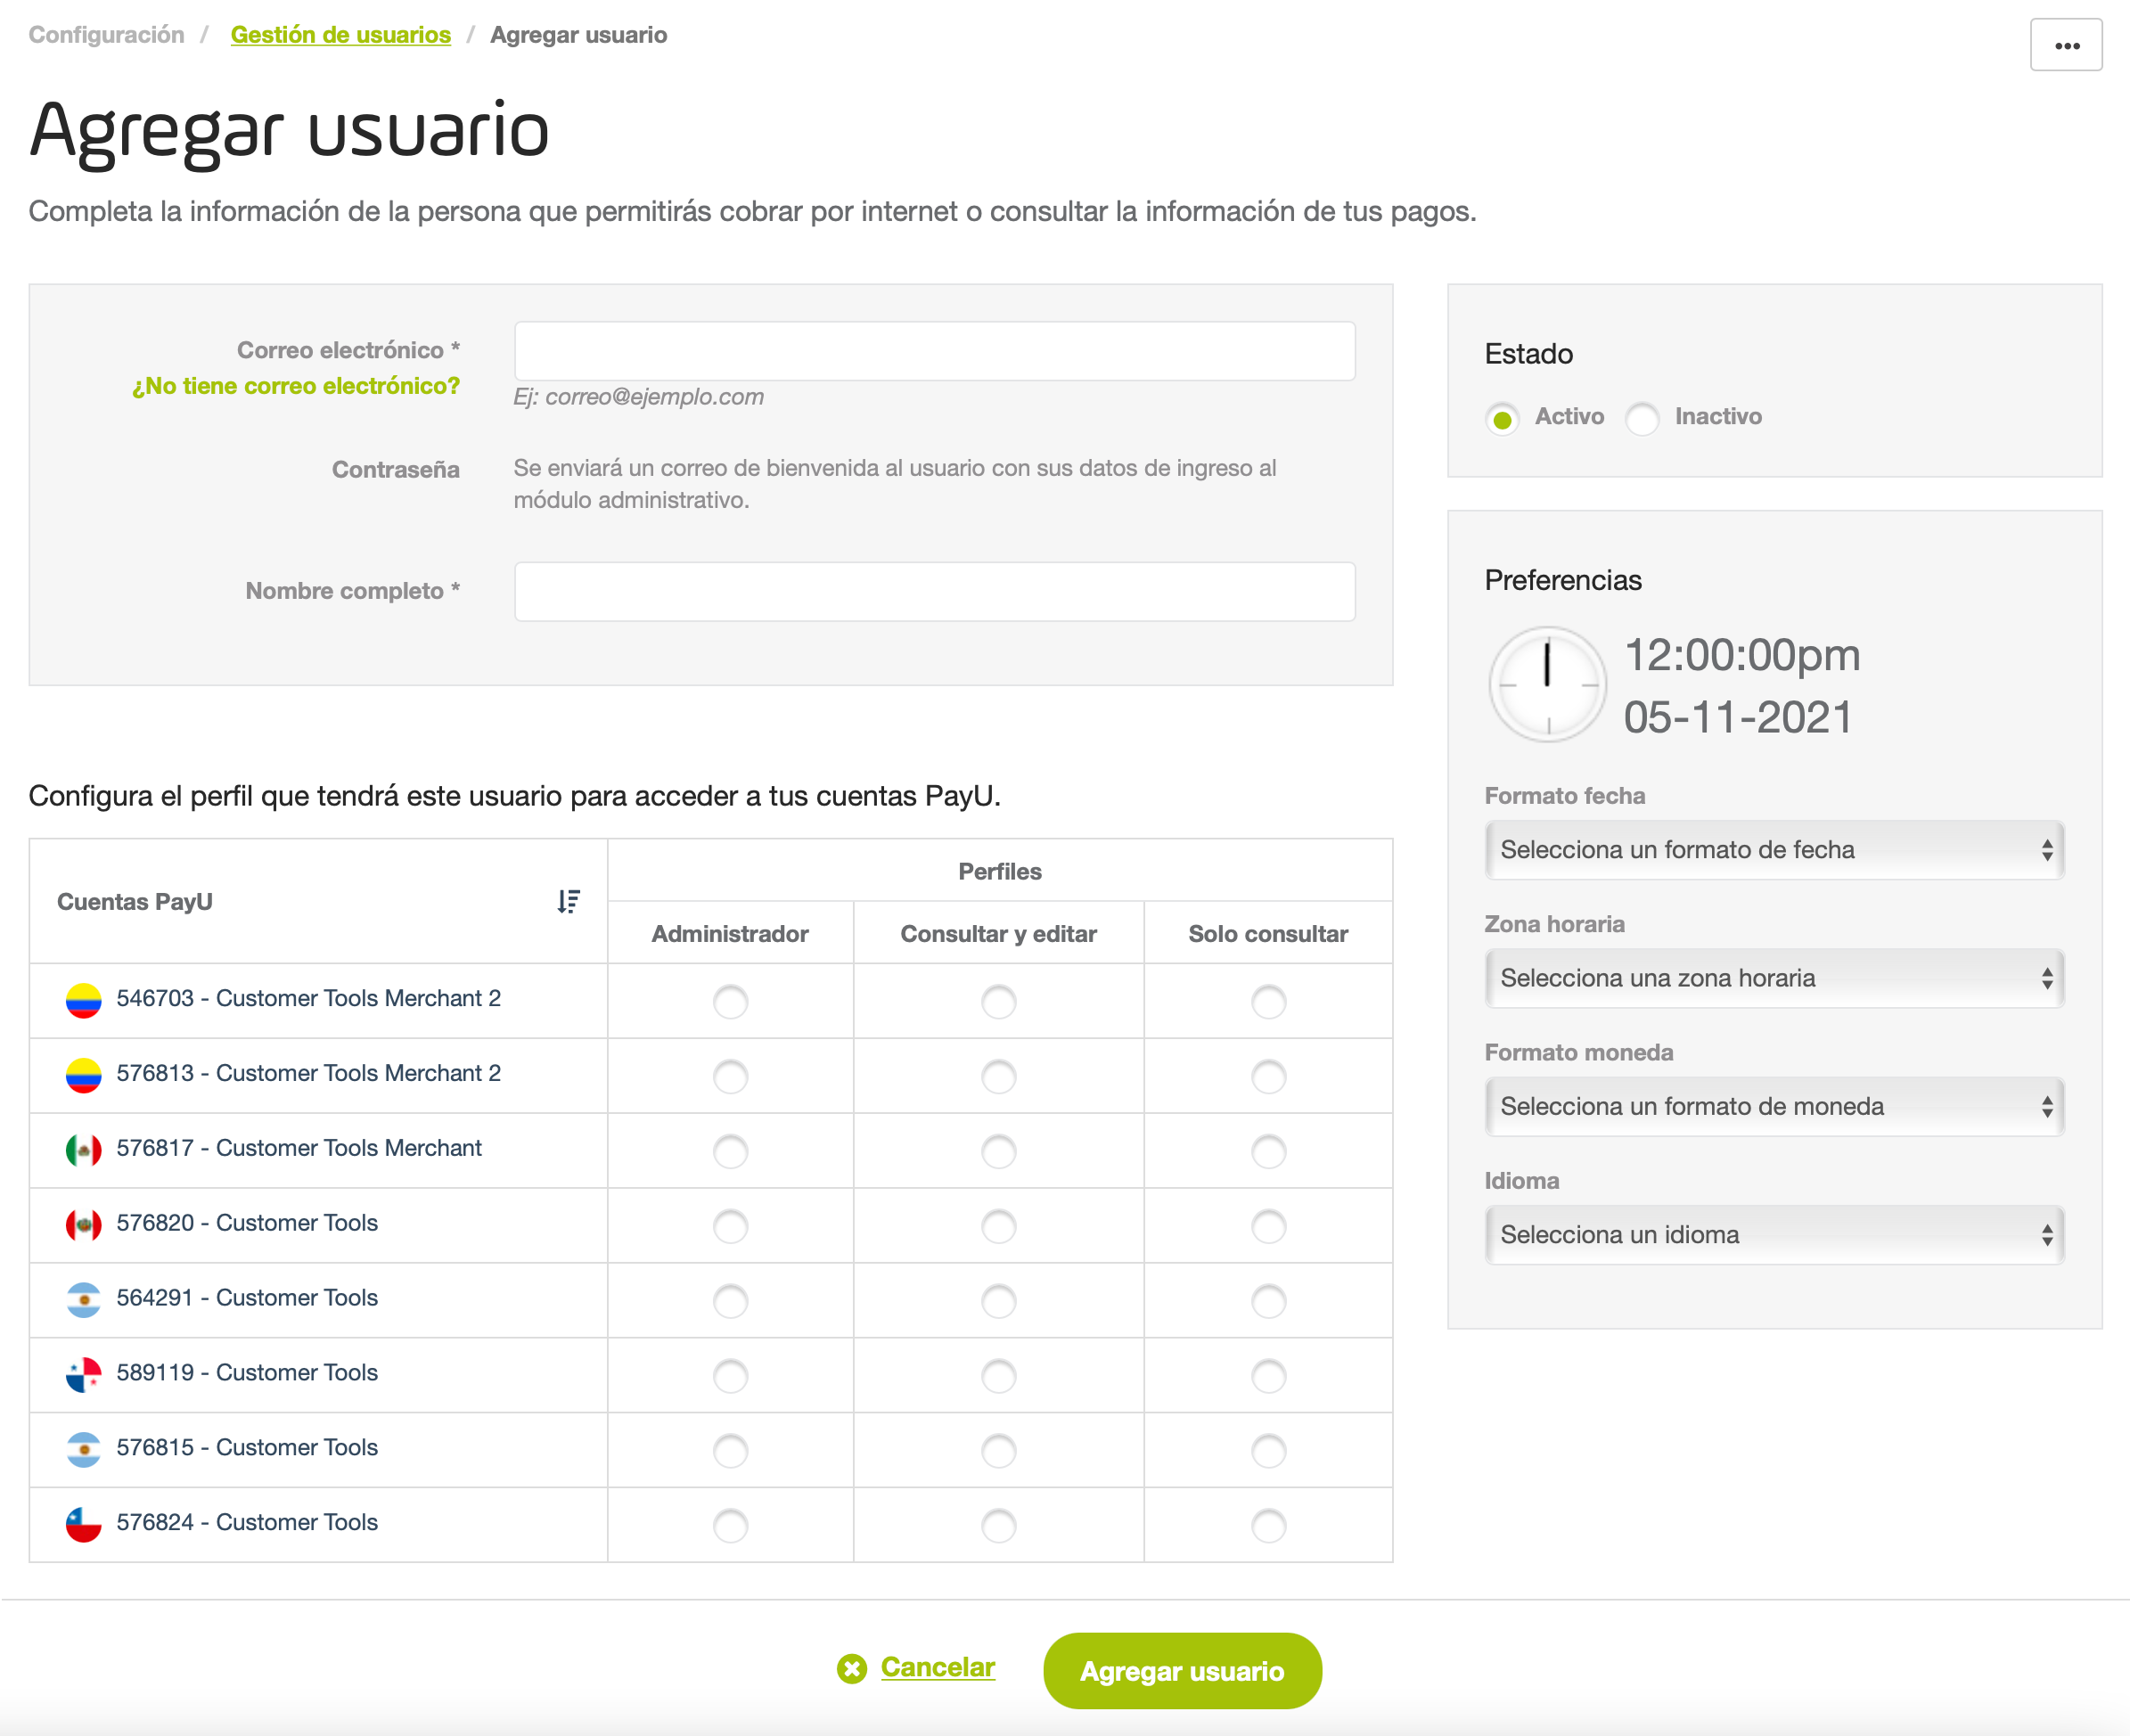 Configuración / Gestión de usuarios / Agregar usuario
Agregar usuario
Completa la información de la persona que permitirás cobrar por internet o consultar la información de tus pagos.
Correo electrónico *
¿No tiene correo electrónico?
Ej: correo@ejemplo.com
Contraseña
Se enviará un correo de bienvenida al usuario con sus datos de ingreso al
módulo administrativo.
Nombre completo *
Estado
Activo
Inactivo
Preferencias
12:00:00pm
05-11-2021
Formato fecha
Selecciona un formato de fecha
Zona horaria
Selecciona una zona horaria
Formato moneda
Selecciona un formato de moneda
Idioma
Selecciona un idioma
Configura el perfil que tendrá este usuario para acceder a tus cuentas PayU.
Cuentas PayU
Perfiles
Administrador
Consultar y editar
Solo consultar
546703 - Customer Tools Merchant 2
576813 - Customer Tools Merchant 2
576817 - Customer Tools Merchant
576820 - Customer Tools
564291 - Customer Tools
589119 - Customer Tools
576815 - Customer Tools
576824 - Customer Tools
Cancelar
Agregar usuario